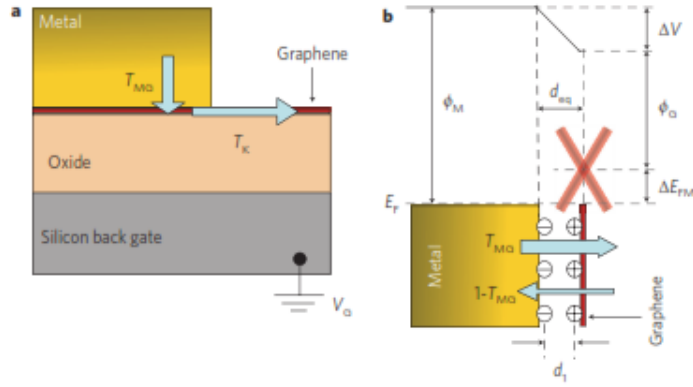 a
Metal
Graphene
T_MG
T_K
Oxide
Silicon back gate
V_G
b
ΔV
ϕ_M
d_eq
ϕ_G
ΔE_FM
E_F
Metal
T_MG
1-T_MG
Graphene
d_1